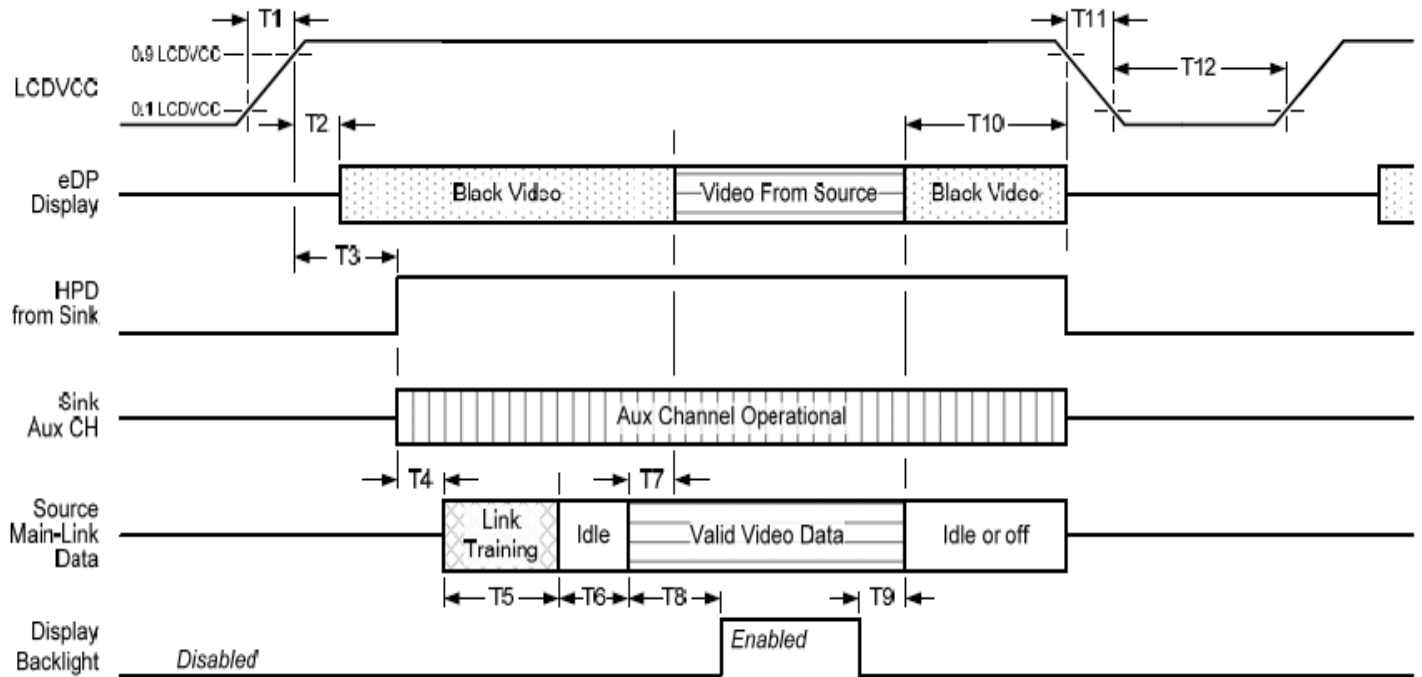 T1
T11
0.9 LCDVCC
LCDVCC
T12
0.1 LCDVCC
T2
T10
eDP
Display
Black Video
Video From Source
Black Video
T3
HPD
from Sink
Sink
Aux CH
Aux Channel Operational
T4
T7
Source
Main-Link
Data
Link
Training
Idle
Valid Video Data
Idle or off
T5
T6
T8
T9
Display
Backlight
Disabled
Enabled